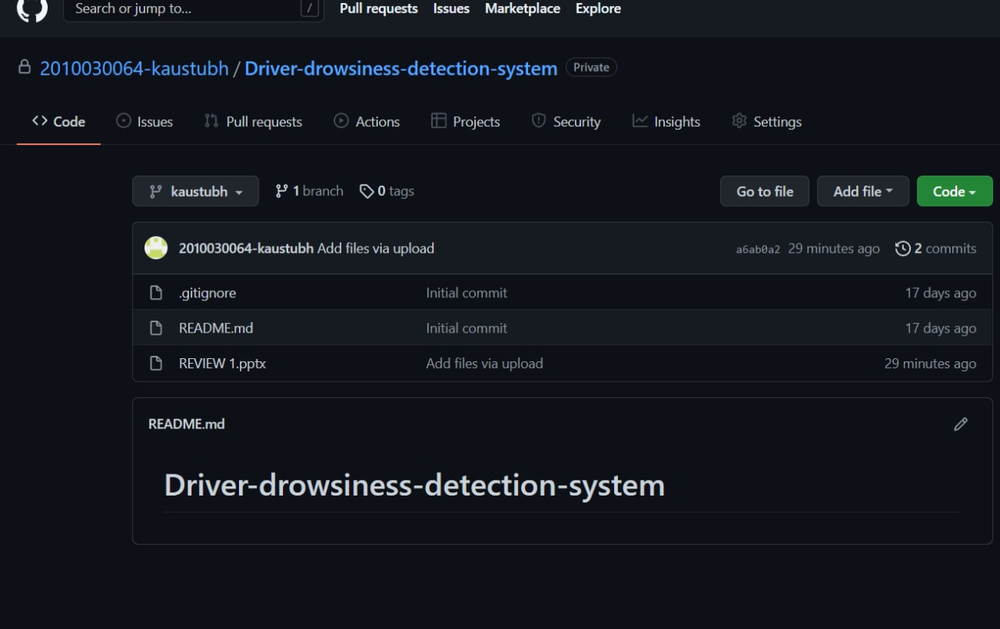 Search or jump to... / Pull requests Issues Marketplace Explore
2010030064-kaustubh / Driver-drowsiness-detection-system Private
Code Issues Pull requests Actions Projects Security Insights Settings
kaustubh 1 branch 0 tags Go to file Add file Code
2010030064-kaustubh Add files via upload a6ab0a2 29 minutes ago 2 commits
.gitignore Initial commit 17 days ago
README.md Initial commit 17 days ago
REVIEW 1.pptx Add files via upload 29 minutes ago
README.md
Driver-drowsiness-detection-system